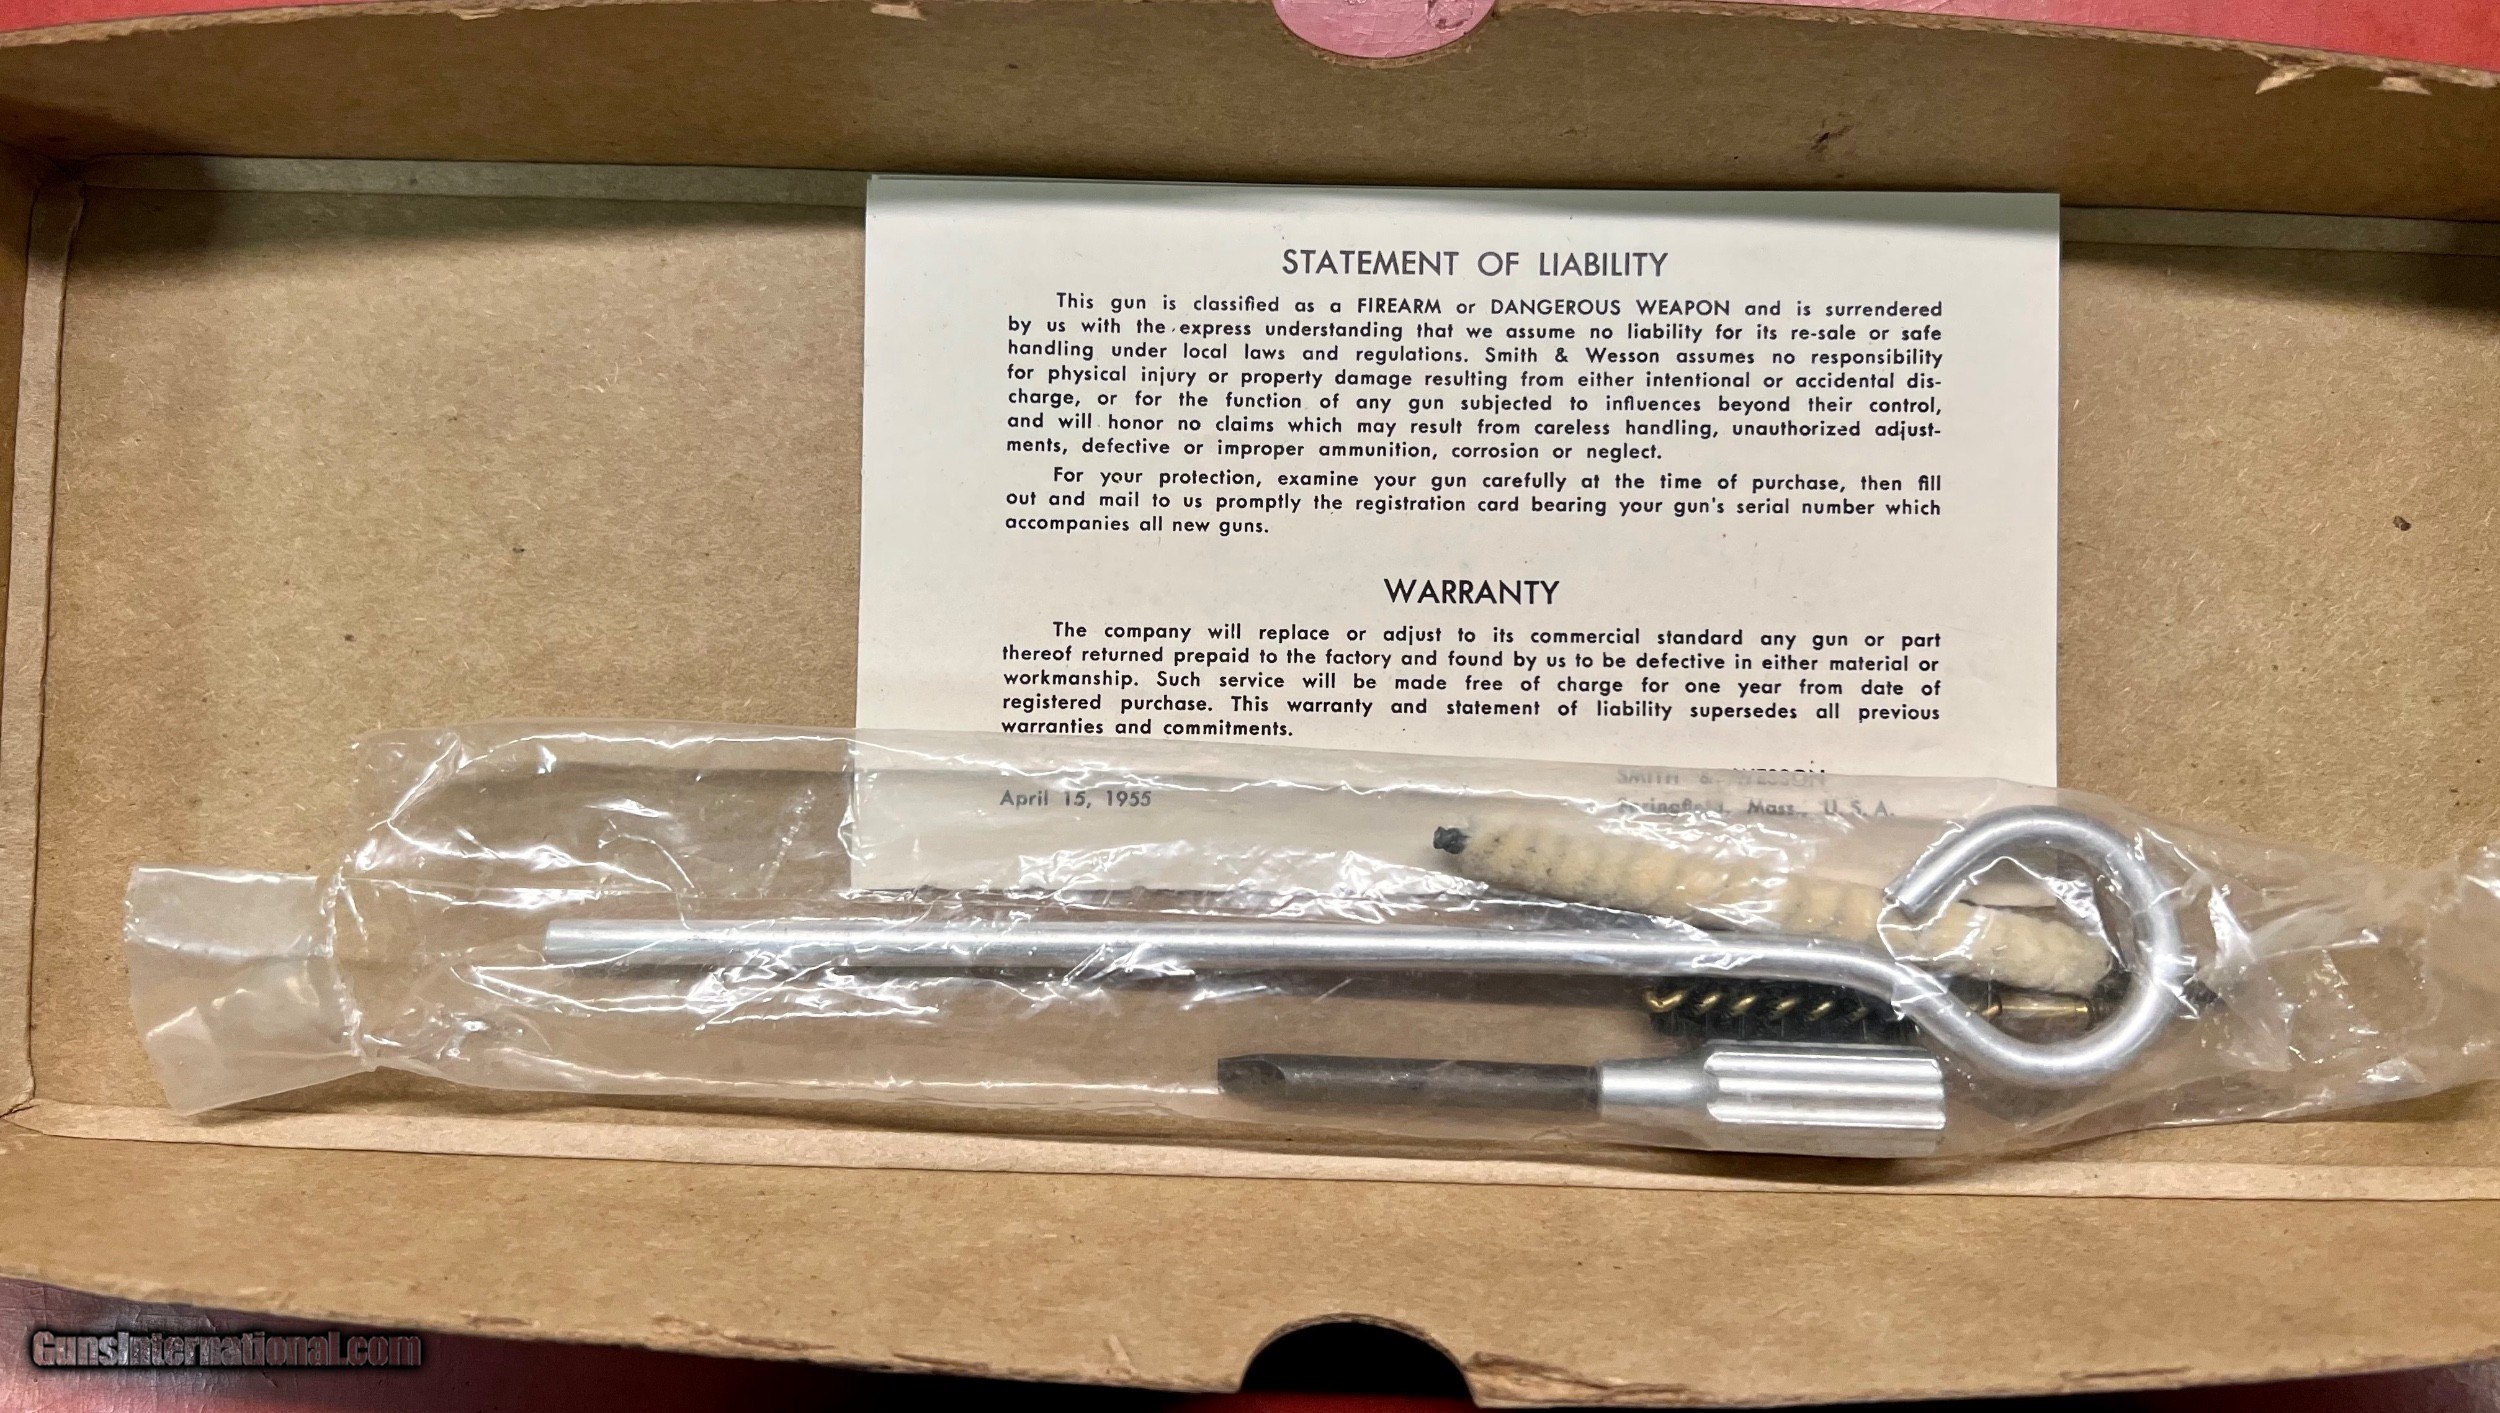 STATEMENT OF LIABILITY
This gun is classified as a FIREARM or DANGEROUS WEAPON and is surrendered
by us with the express understanding that we assume no liability for its re-sale or safe
handling under local laws and regulations. Smith & Wesson assumes no responsibility
for physical injury or property damage resulting from either intentional or accidental dis-
charge, or for the function of any gun subjected to influences beyond their control,
and will honor no claims which may result from careless handling, unauthorized adjust-
ments, defective or improper ammunition, corrosion or neglect.
For your protection, examine your gun carefully at the time of purchase, then fill
out and mail to us promptly the registration card bearing your gun's serial number which
accompanies all new guns.
WARRANTY
The company will replace or adjust to its commercial standard any gun or part
thereof returned prepaid to the factory and found by us to be defective in either material or
workmanship. Such service will be made free of charge for one year from date of
registered purchase. This warranty and statement of liability supersedes all previous
warranties and commitments.
SMITH & WESSON
April 15, 1955 Springfield, Mass., U.S.A.
GunsInternational.com